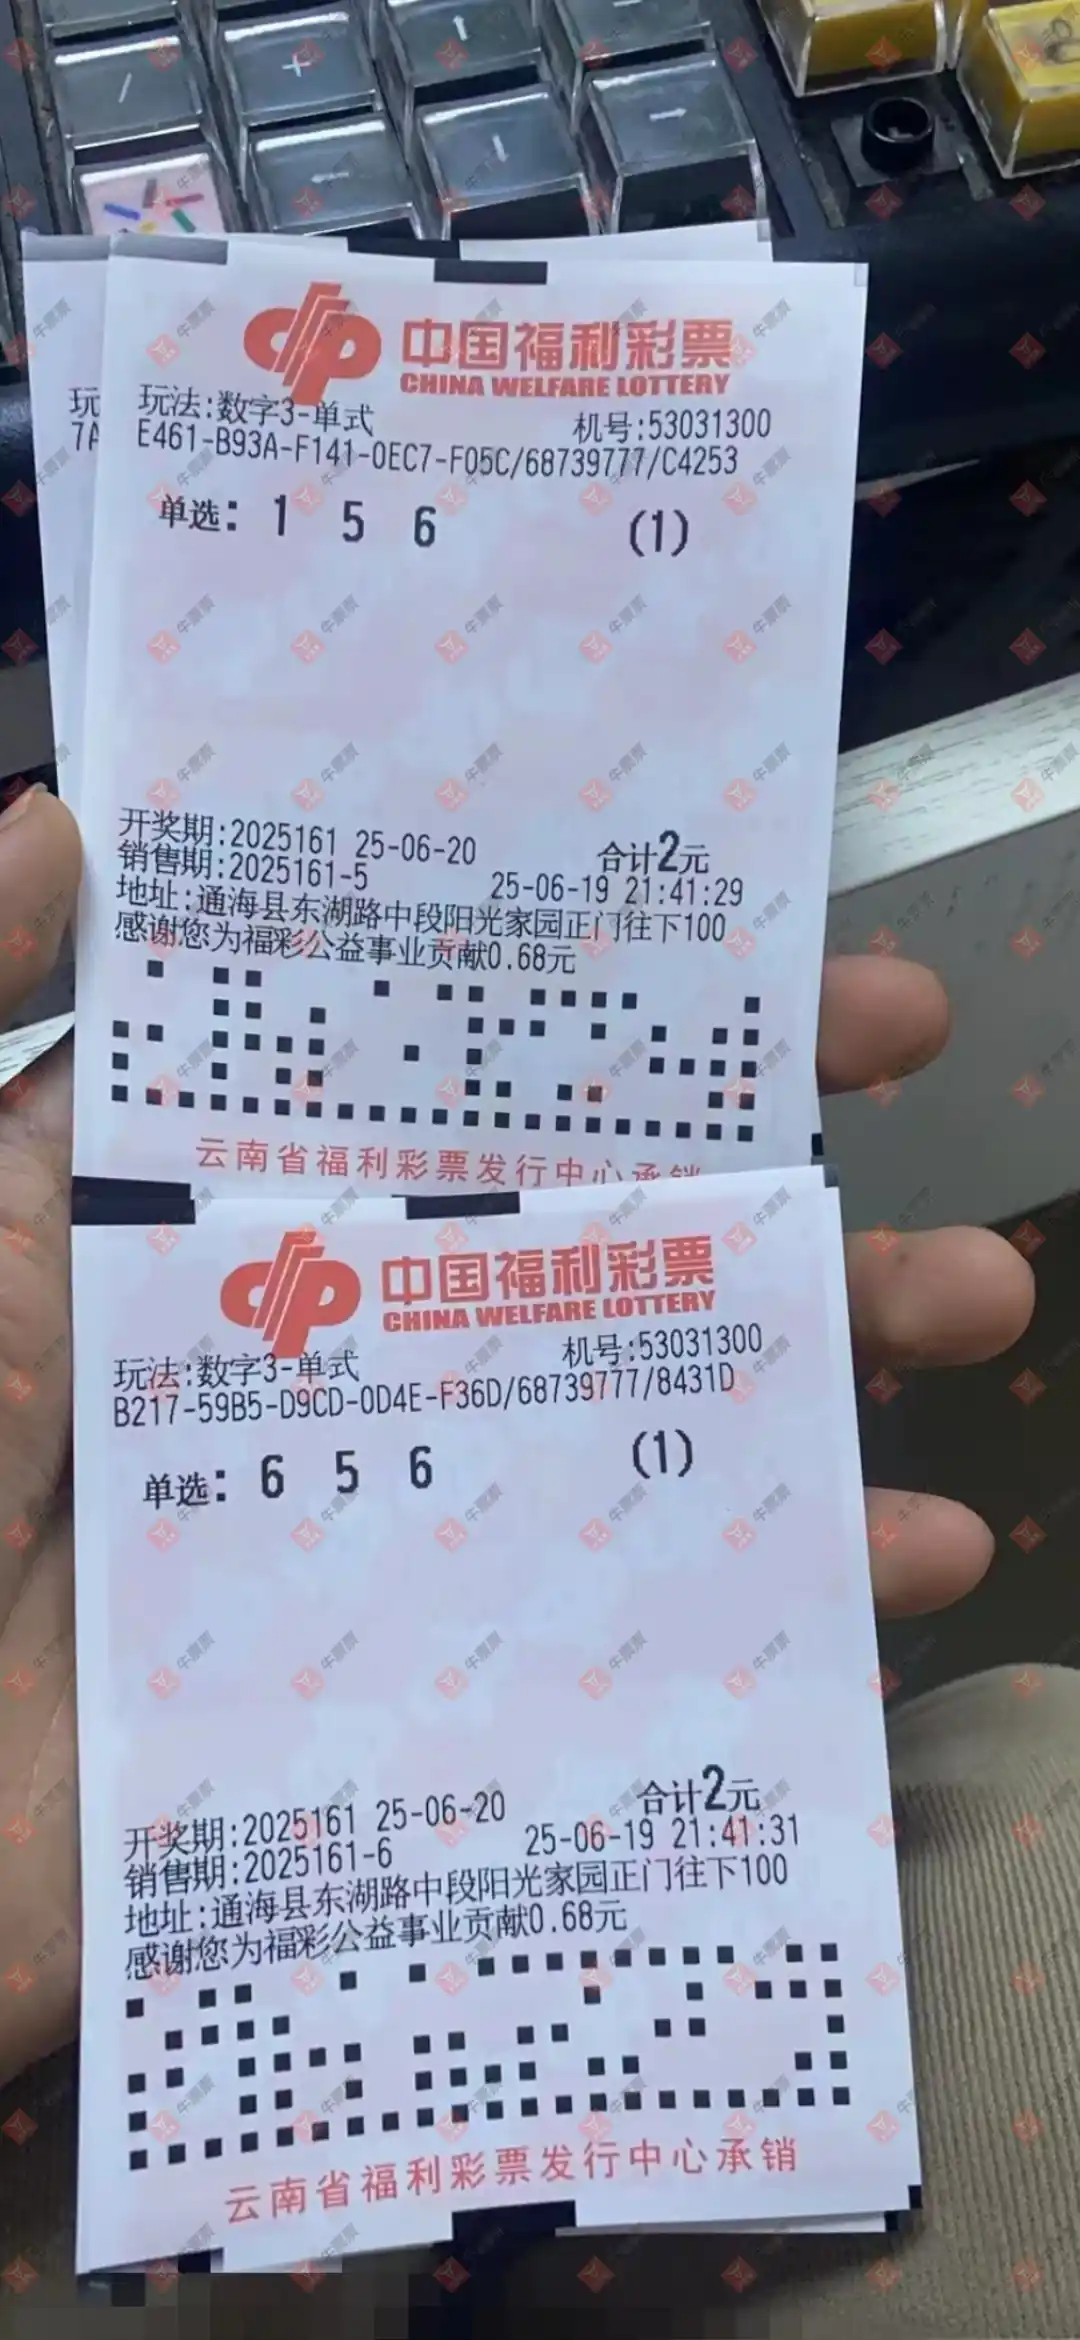 中国福利彩票
CHINA WELFARE LOTTERY
玩
7A
玩法:数字3-单式
机号:53031300
E461-B93A-F141-0EC7-F05C/68739777/C4253
单选: 1 5 6 (1)
开奖期:2025161 25-06-20 合计2元
销售期:2025161-5 25-06-19 21:41:29
地址:通海县东湖路中段阳光家园正门往下100
感谢您为福彩公益事业贡献0.68元
云南省福利彩票发行中心承销
中国福利彩票
CHINA WELFARE LOTTERY
玩法:数字3-单式
机号:53031300
B217-59B5-D9CD-0D4E-F36D/68739777/8431D
单选: 6 5 6 (1)
开奖期:2025161 25-06-20 合计2元
销售期:2025161-6 25-06-19 21:41:31
地址:通海县东湖路中段阳光家园正门往下100
感谢您为福彩公益事业贡献0.68元
云南省福利彩票发行中心承销